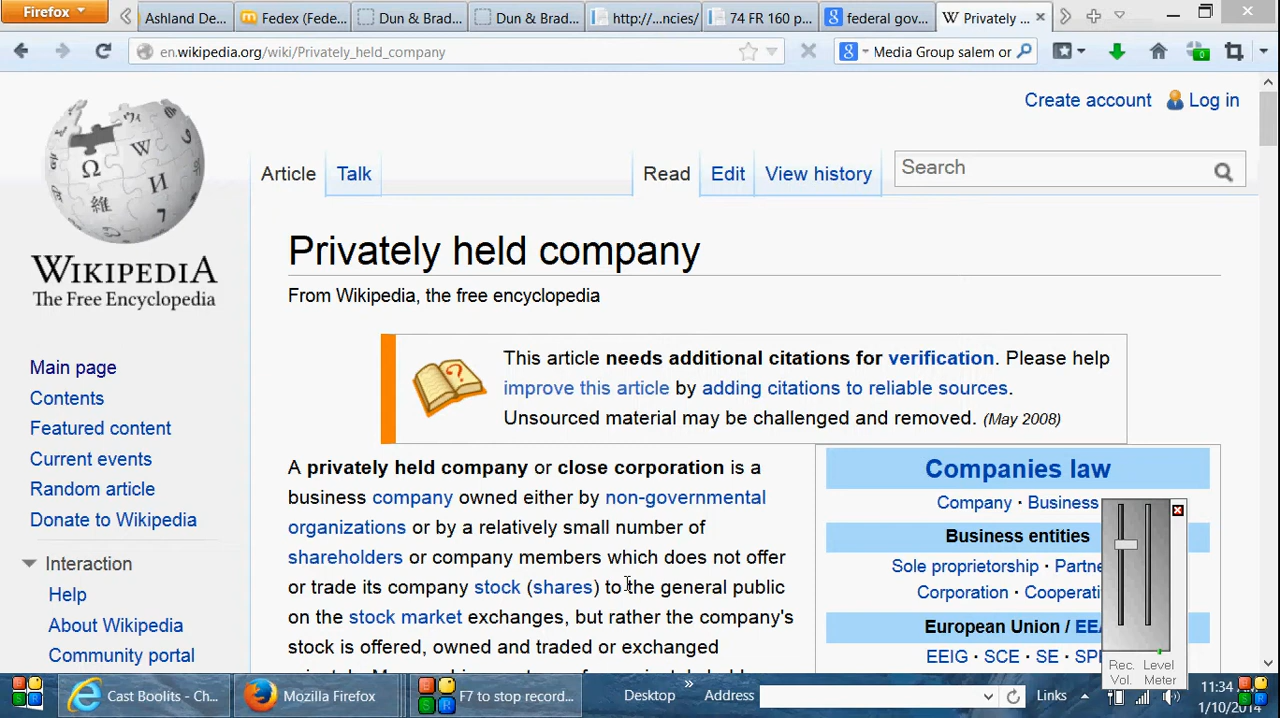 Firefox
Ashland De...
Fedex (Fede...
Dun & Brad...
Dun & Brad...
http://...ncies/
74 FR 160 p...
federal gov...
Privately ...
en.wikipedia.org/wiki/Privately_held_company
Media Group salem or
Create account
Log in
Article
Talk
Read
Edit
View history
Search
WIKIPEDIA
The Free Encyclopedia
Privately held company
From Wikipedia, the free encyclopedia
This article needs additional citations for verification. Please help
improve this article by adding citations to reliable sources.
Unsourced material may be challenged and removed. (May 2008)
Main page
Contents
Featured content
Current events
Random article
Donate to Wikipedia
Interaction
Help
About Wikipedia
Community portal
A privately held company or close corporation is a
business company owned either by non-governmental
organizations or by a relatively small number of
shareholders or company members which does not offer
or trade its company stock (shares) to the general public
on the stock market exchanges, but rather the company's
stock is offered, owned and traded or exchanged
Companies law
Company · Business
Business entities
Sole proprietorship · Partne
Corporation · Cooperati
European Union / EEA
EEIG · SCE · SE · SPE
Rec. Vol.
Level Meter
Cast Boolits - Ch...
Mozilla Firefox
F7 to stop record...
Desktop
Address
Links
11:34 AM
1/10/2014